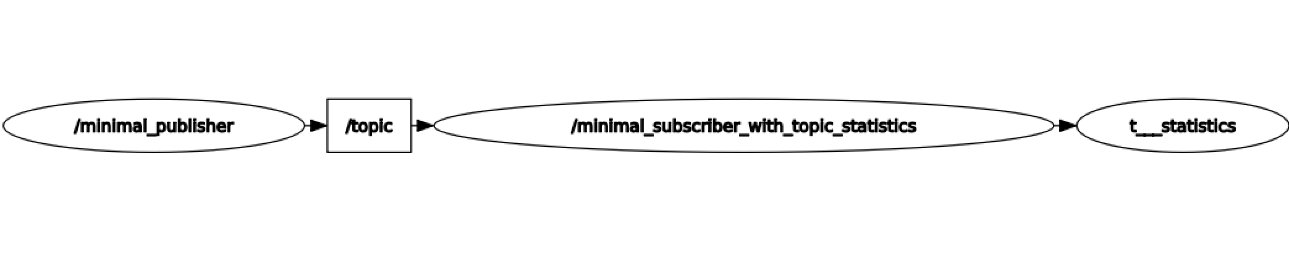 /minimal_publisher
/topic
/minimal_subscriber_with_topic_statistics
t___statistics